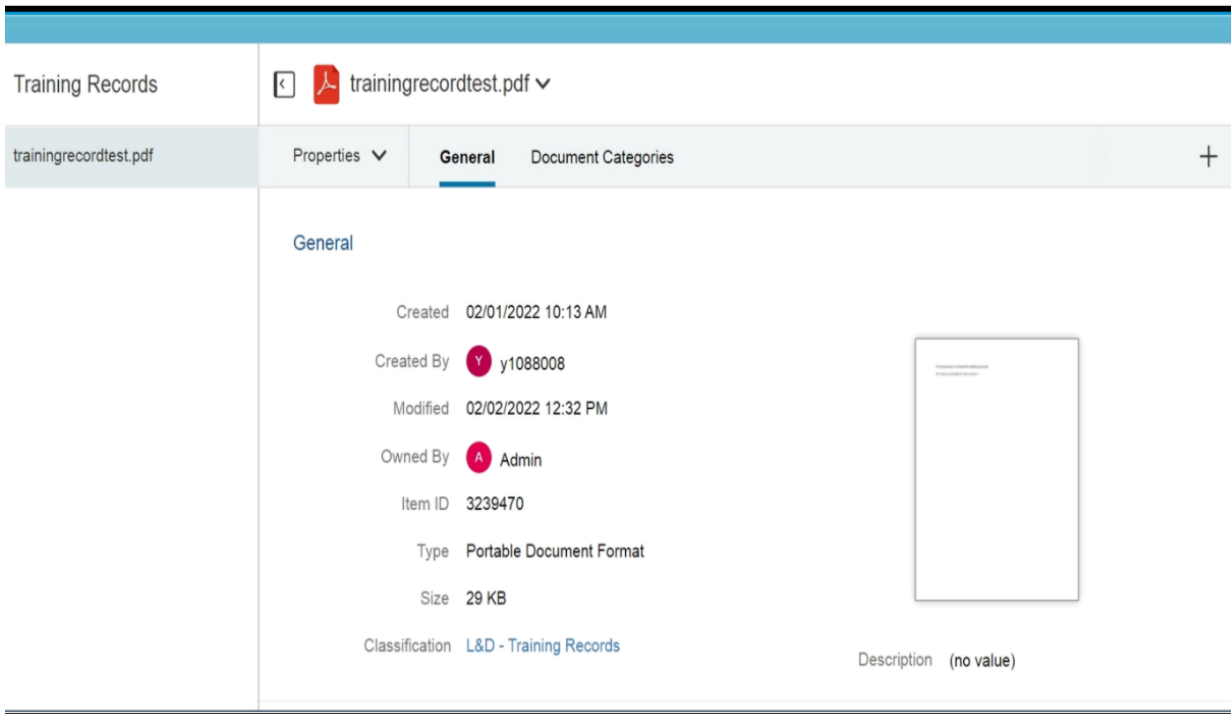 Training Records
trainingrecordtest.pdf
trainingrecordtest.pdf
Properties
General
Document Categories
General
Created 02/01/2022 10:13 AM
Created By Y y1088008
Modified 02/02/2022 12:32 PM
Owned By A Admin
Item ID 3239470
Type Portable Document Format
Size 29 KB
Classification L&D - Training Records
Description (no value)